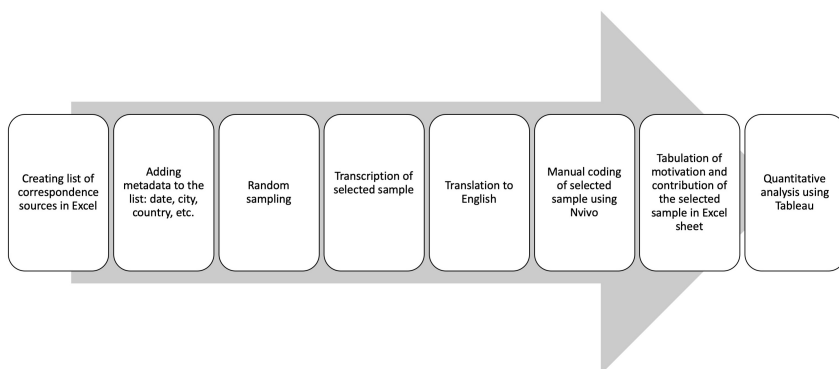 Creating list of
correspondence
sources in Excel
Adding
metadata to the
list: date, city,
country, etc.
Random
sampling
Transcription of
selected sample
Translation to
English
Manual coding
of selected
sample using
Nvivo
Tabulation of
motivation and
contribution of
the selected
sample in Excel
sheet
Quantitative
analysis using
Tableau